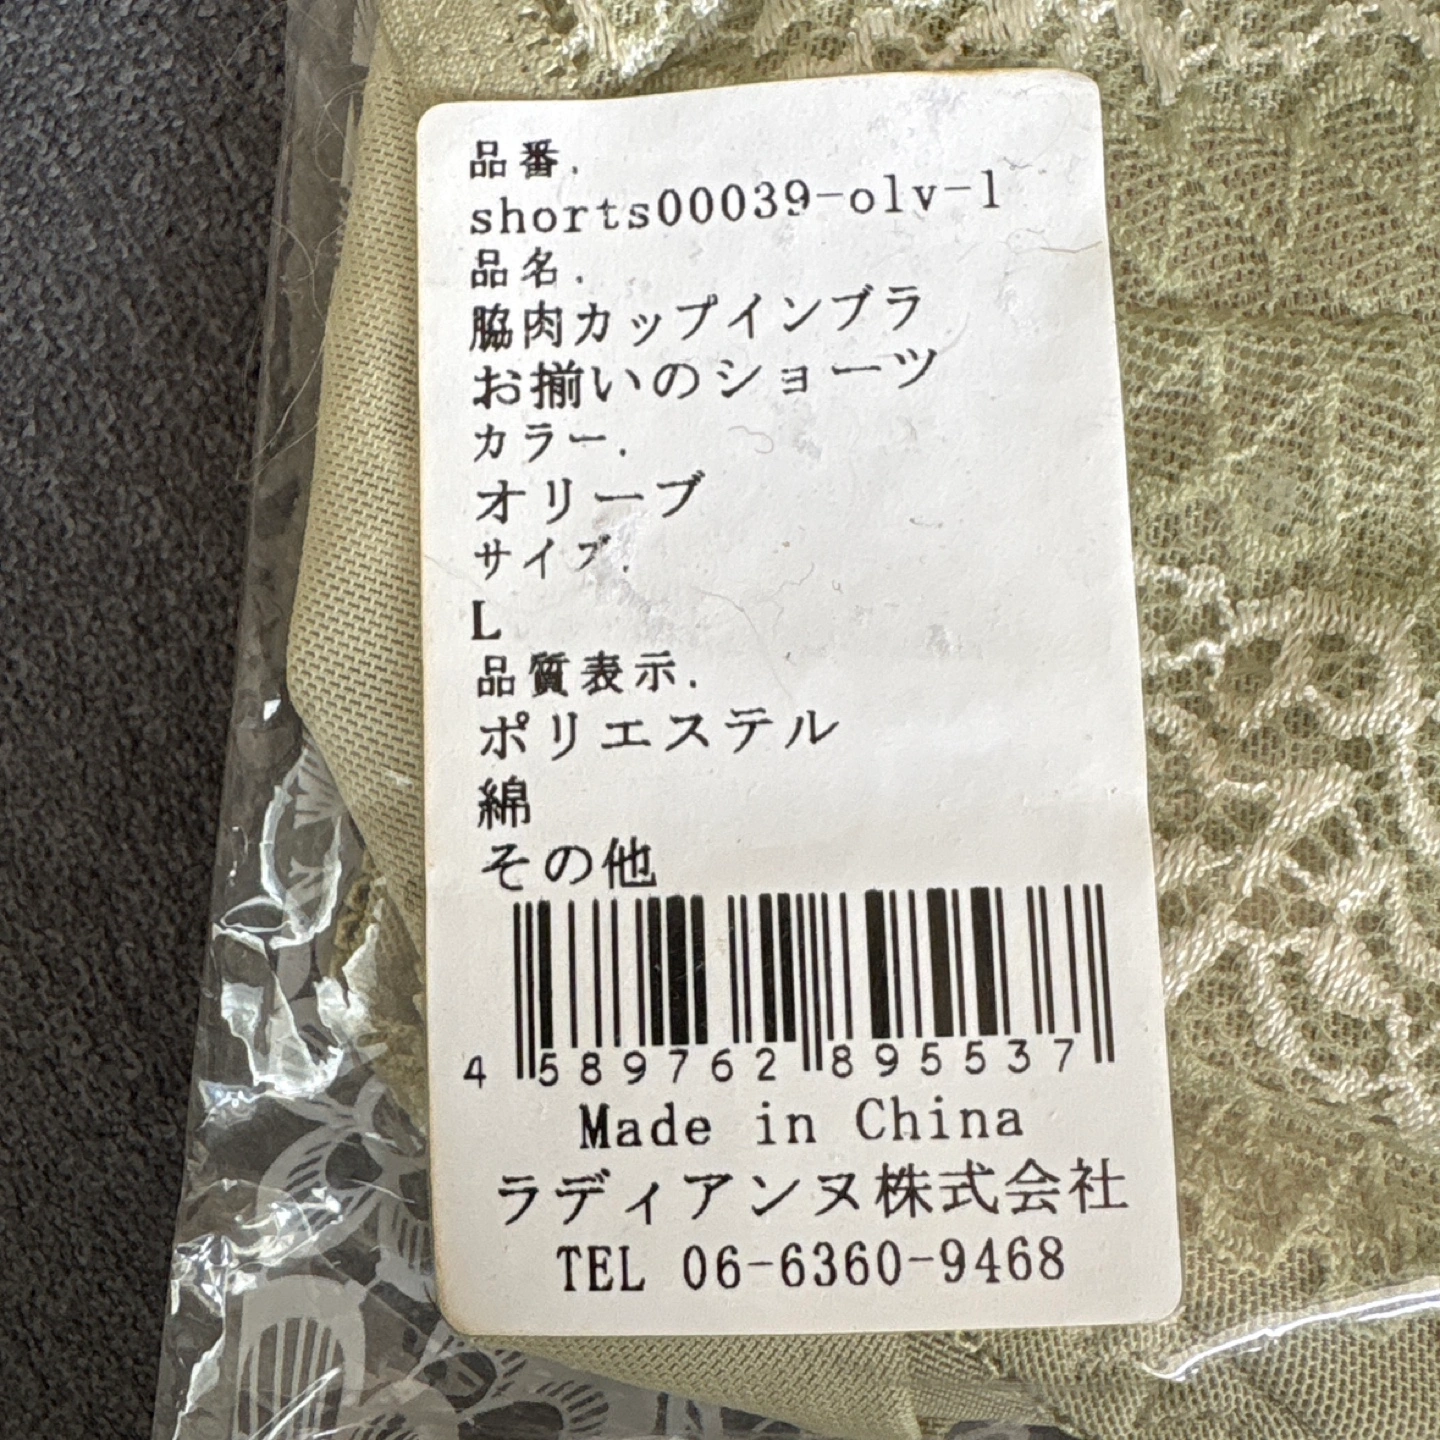 品番.
shorts00039-olv-l
品名.
脇肉カップインブラ
お揃いのショーツ
カラー.
オリーブ
サイズ.
L
品質表示.
ポリエステル
綿
その他
4 589762 895537
Made in China
ラディアンヌ株式会社
TEL 06-6360-9468